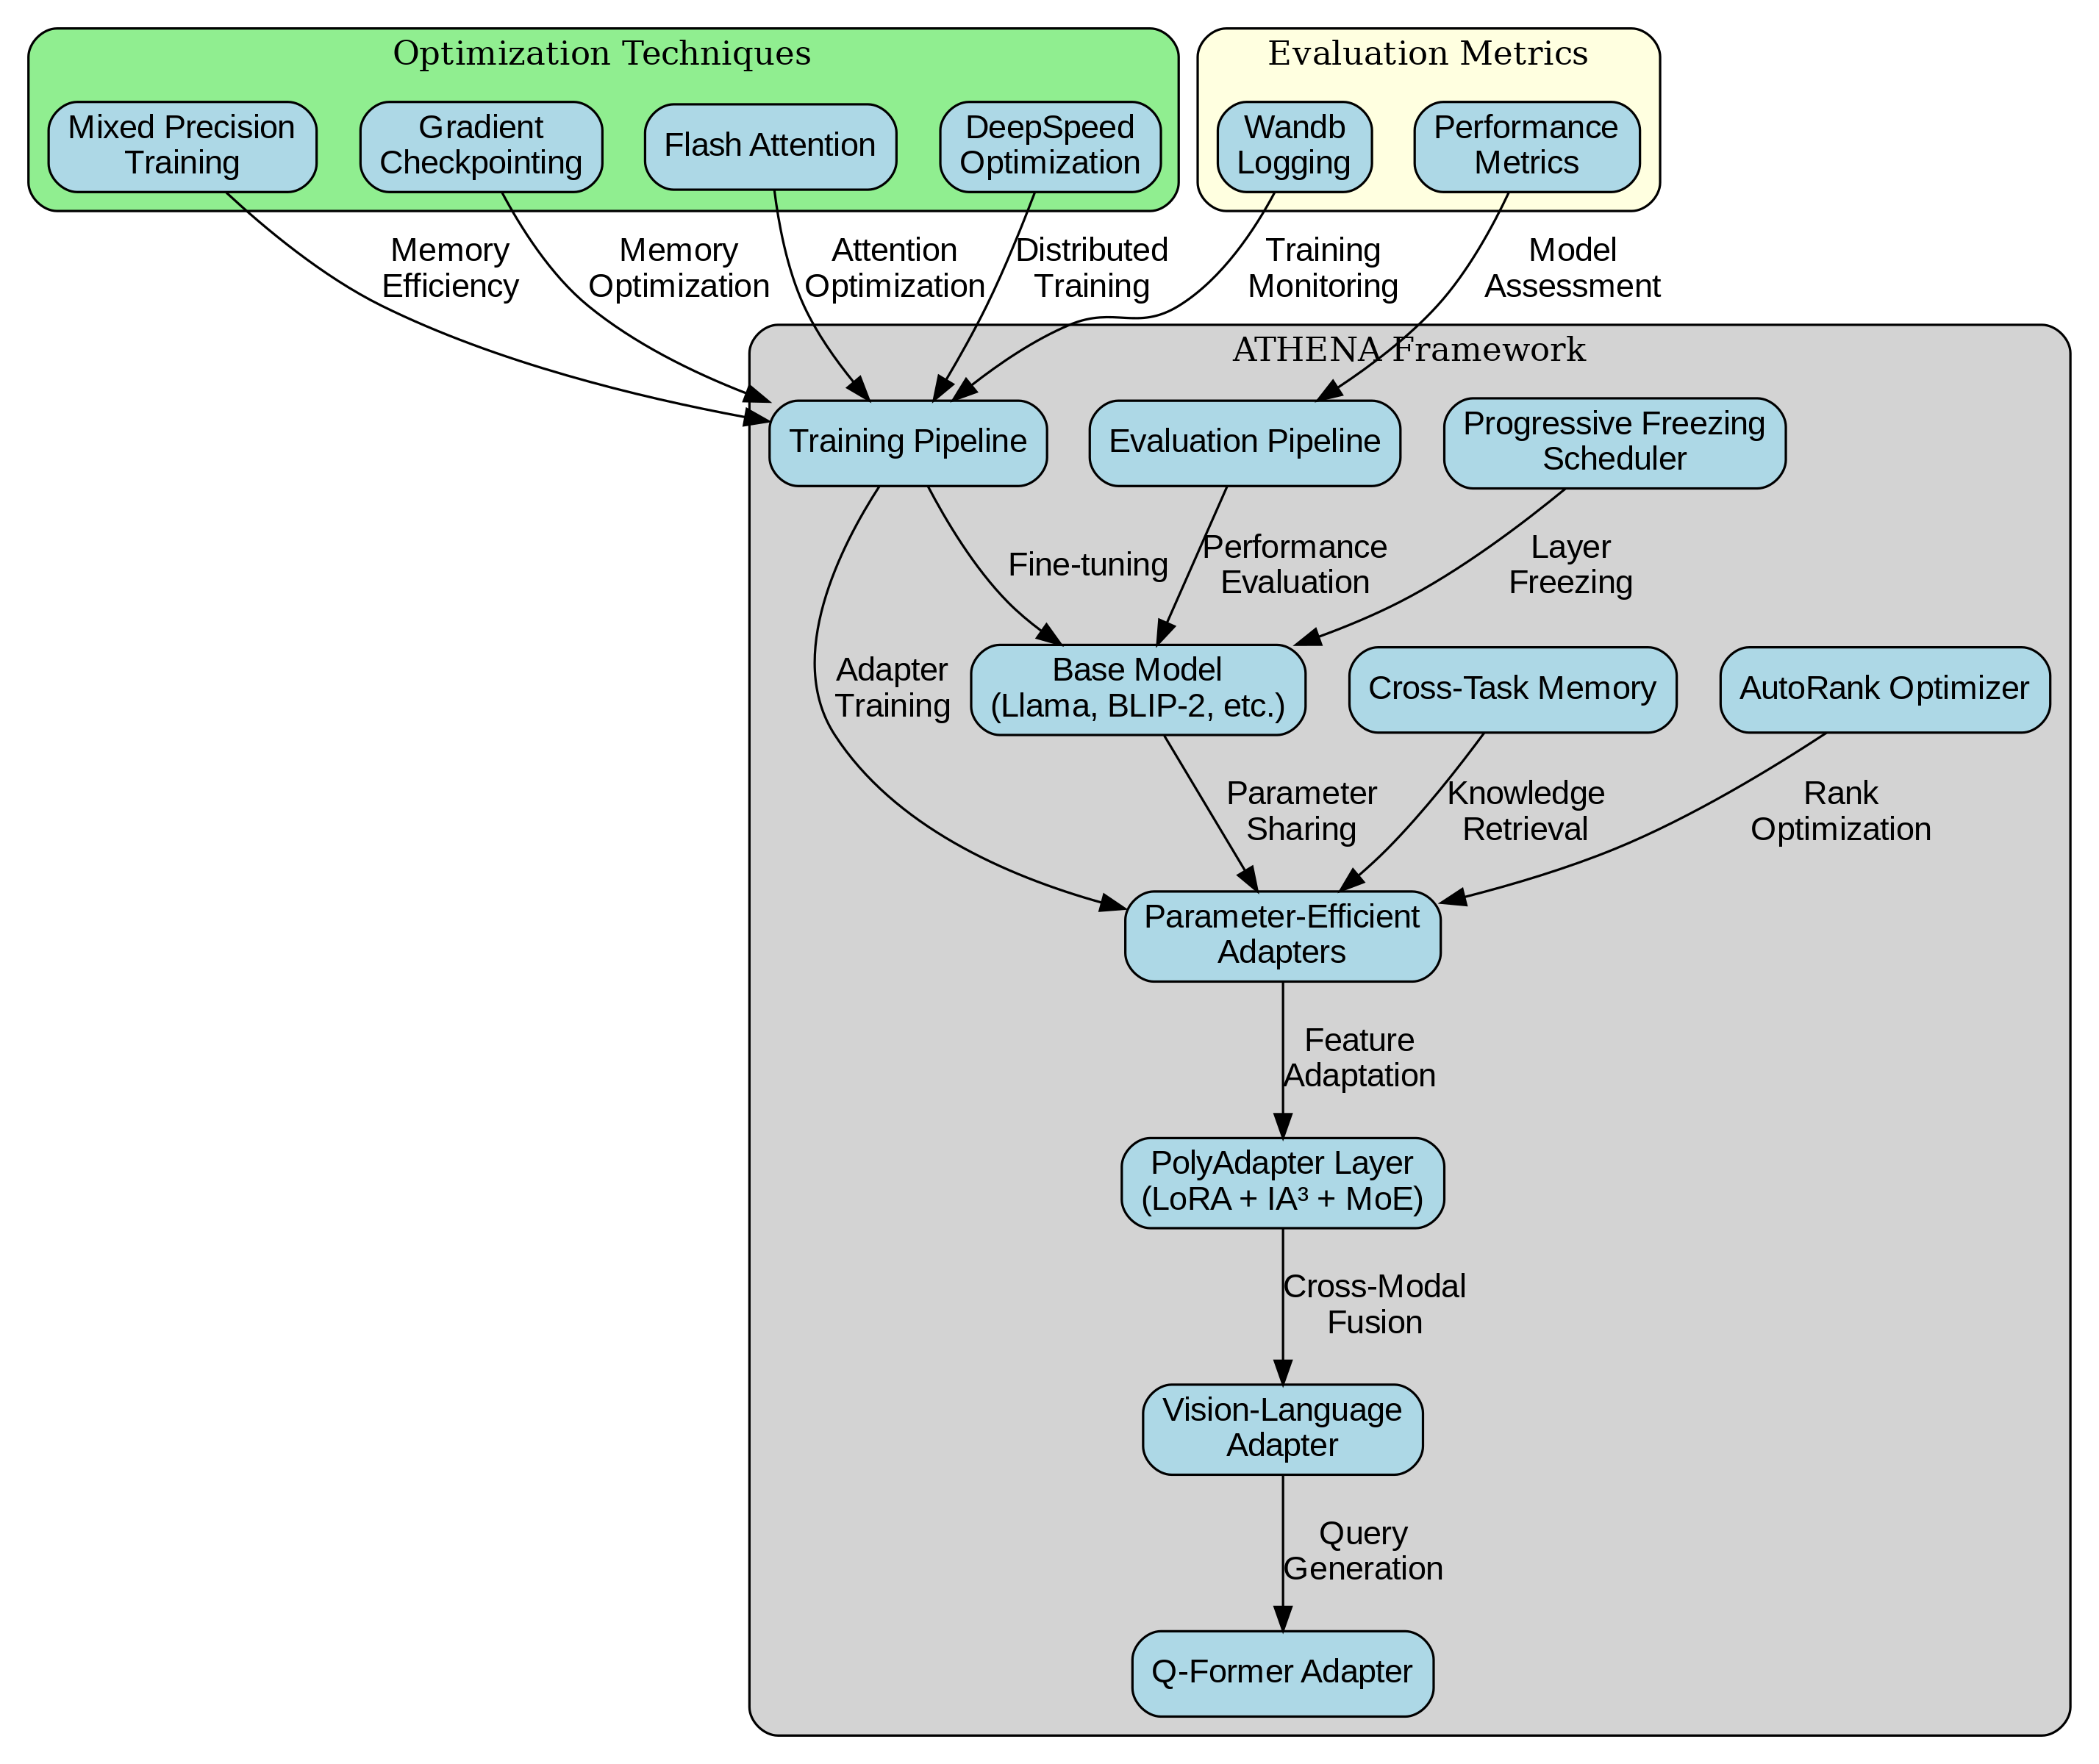 Optimization Techniques
Evaluation Metrics
Mixed Precision
Training
Gradient
Checkpointing
Flash Attention
DeepSpeed
Optimization
Wandb
Logging
Performance
Metrics
Memory
Efficiency
Memory
Optimization
Attention
Optimization
Distributed
Training
Training
Monitoring
Model
Assessment
ATHENA Framework
Training Pipeline
Evaluation Pipeline
Progressive Freezing
Scheduler
Fine-tuning
Performance
Evaluation
Layer
Freezing
Adapter
Training
Base Model
(Llama, BLIP-2, etc.)
Cross-Task Memory
AutoRank Optimizer
Parameter
Sharing
Knowledge
Retrieval
Rank
Optimization
Parameter-Efficient
Adapters
Feature
Adaptation
PolyAdapter Layer
(LoRA + IA³ + MoE)
Cross-Modal
Fusion
Vision-Language
Adapter
Query
Generation
Q-Former Adapter